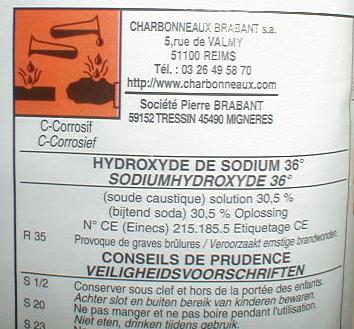 CHARBONNEAUX BRABANT s.a.
5,rue de VALMY
51100 REIMS
Tél. : 03 26 49 58 70
http://www.charbonneaux.com
Société Pierre BRABANT
59152 TRESSIN 45490 MIGNERES
C-Corrosif
C-Corrosief
HYDROXYDE DE SODIUM 36°
SODIUMHYDROXYDE 36°
(soude caustique) solution 30,5 %
(bijtend soda) 30,5 % Oplossing
N° CE (Einecs) 215.185.5 Etiquetage CE
R 35 Provoque de graves brûlures / Veroorzaakt ernstige brandwonden.
CONSEILS DE PRUDENCE
VEILIGHEIDSVOORSCHRIFTEN
S 1/2 Conserver sous clef et hors de la portée des enfants.
Achter slot en buiten bereik van kinderen bewaren.
S 20 Ne pas manger et ne pas boire pendant l'utilisation.
Niet eten, drinken tijdens gebruik.
S 23